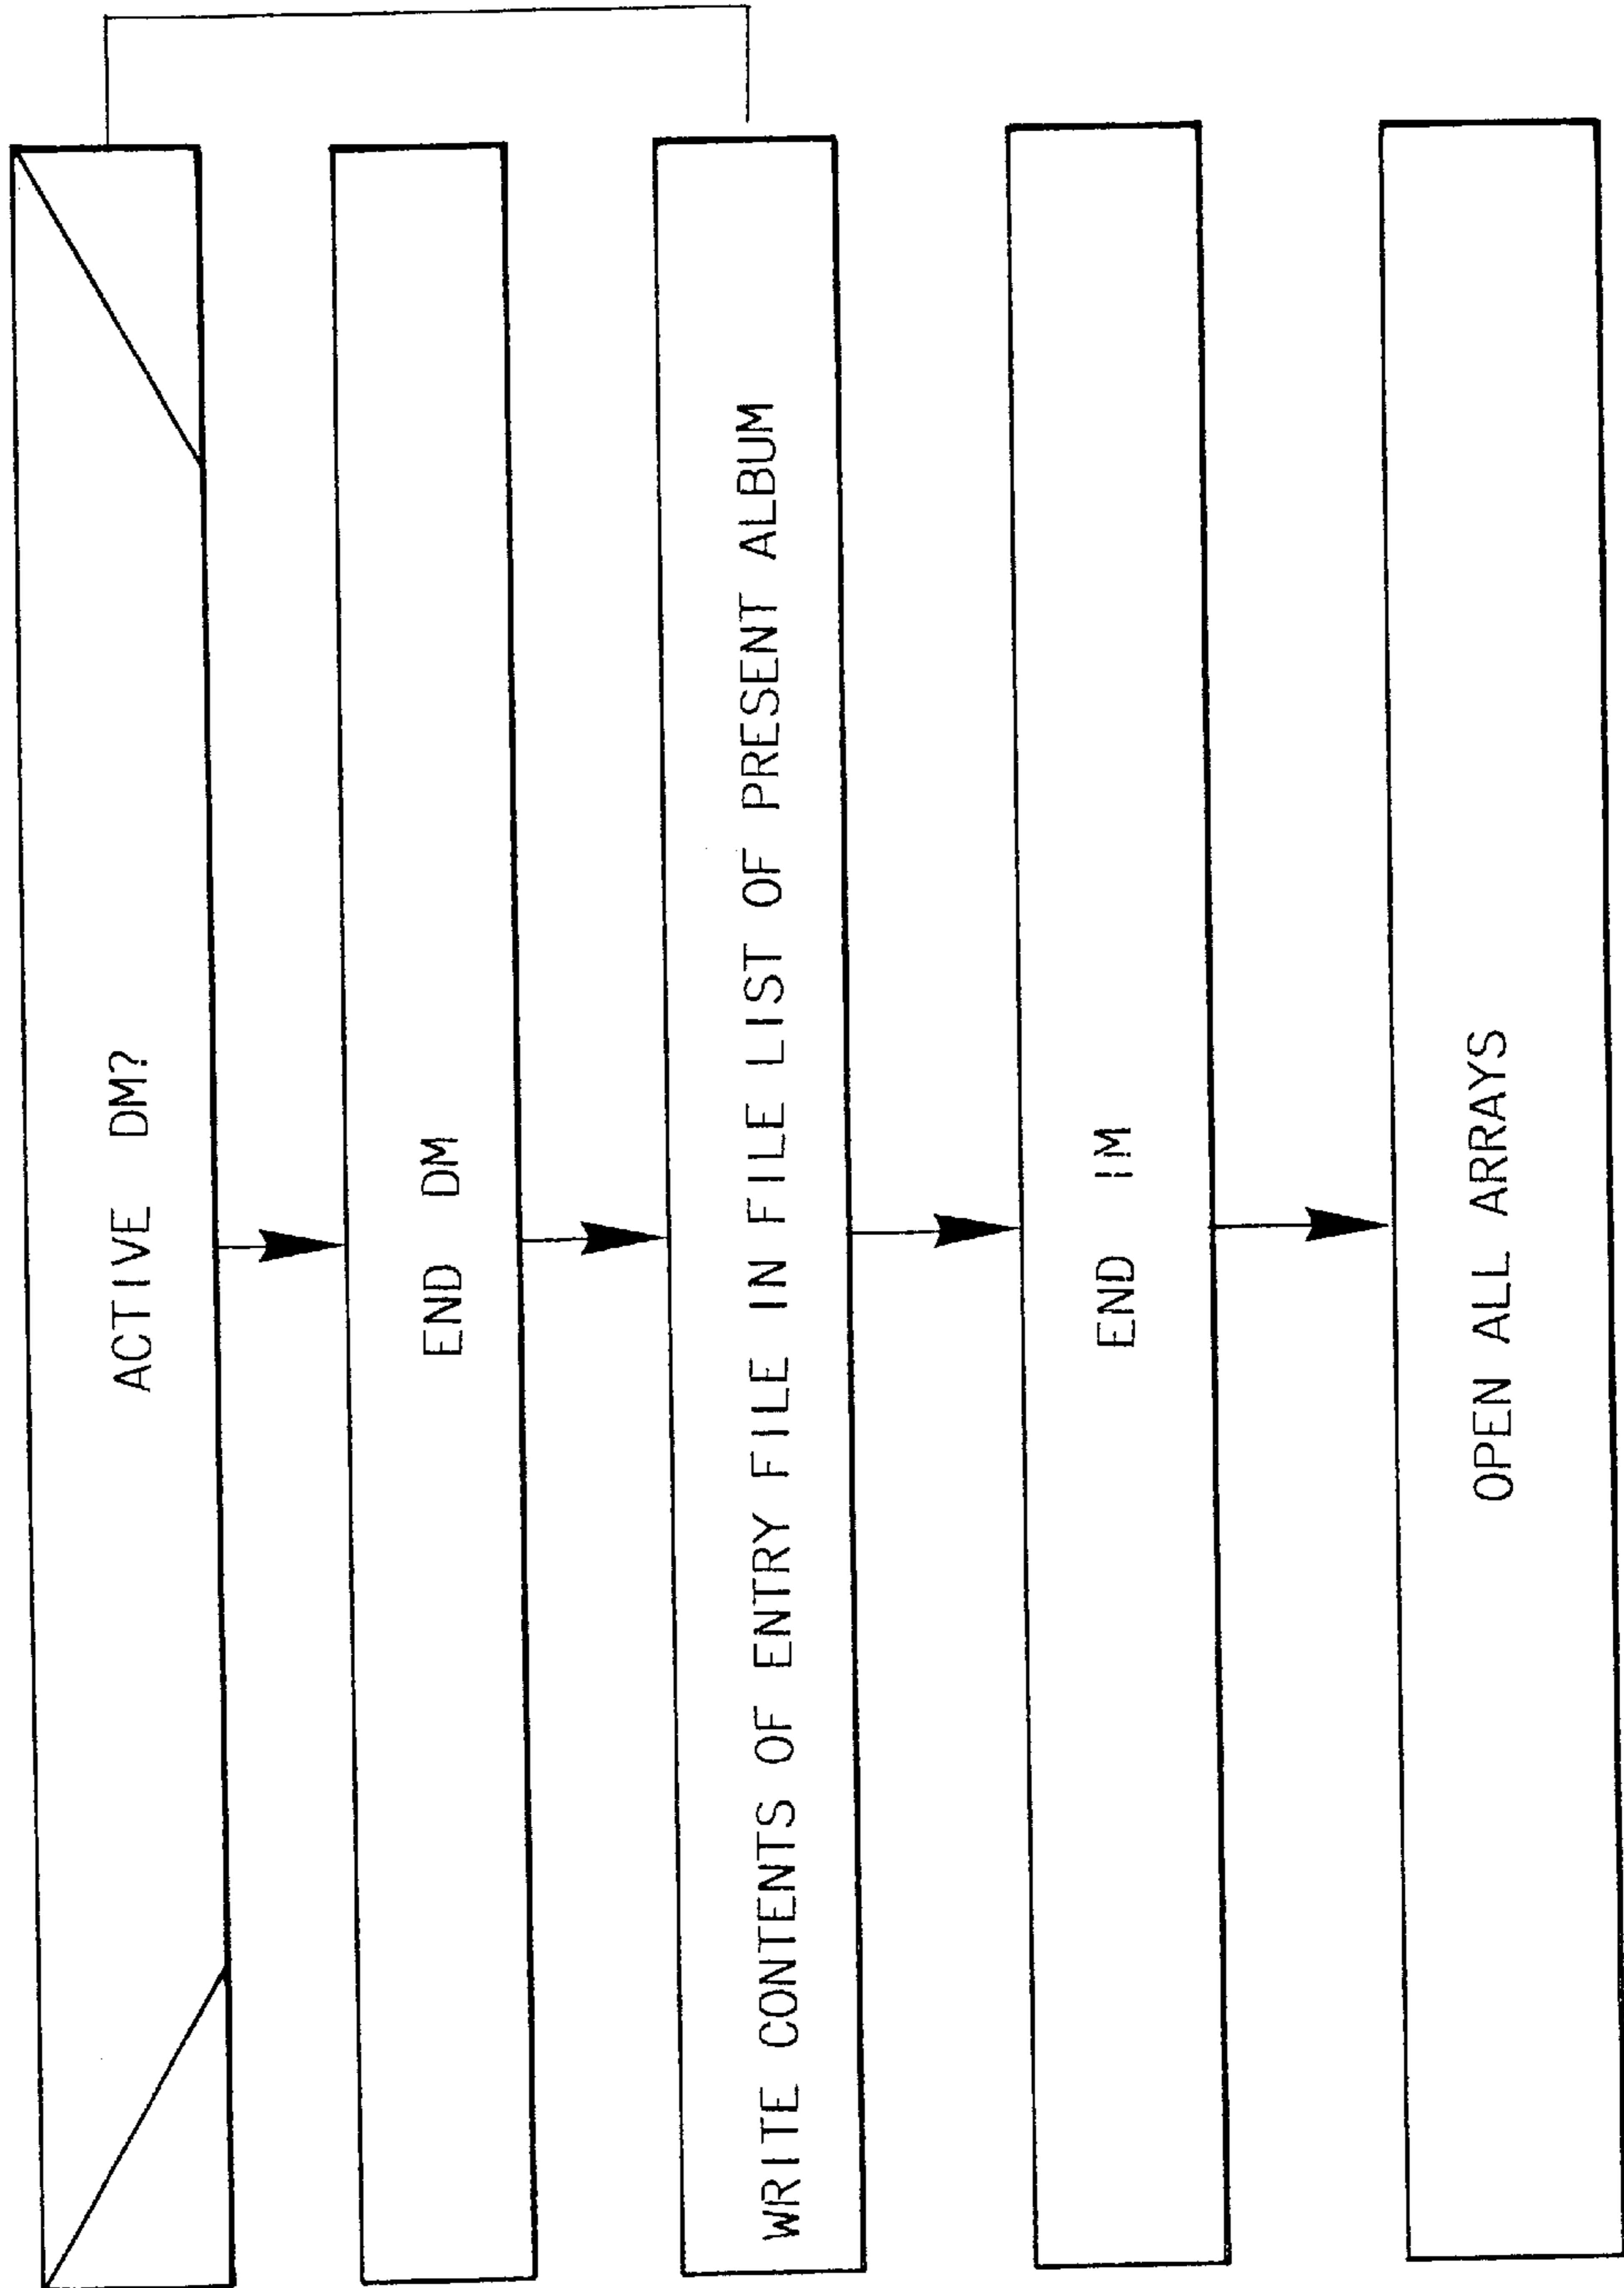 ACTIVE DM?
END DM
WRITE CONTENTS OF ENTRY FILE IN FILE LIST OF PRESENT ALBUM
END IM
OPEN ALL ARRAYS